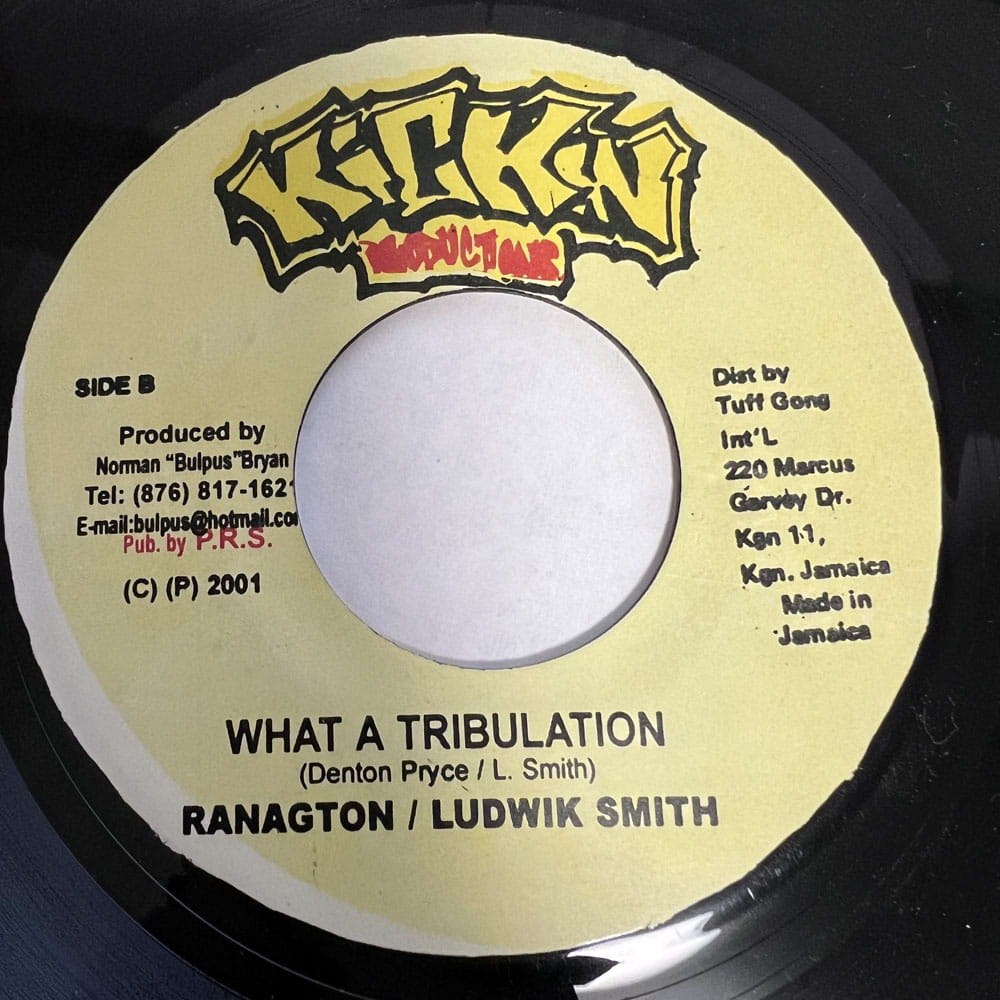 KiCKiN
PRODUCTIONS
SIDE B
Produced by
Norman “Bulpus”Bryan
Tel: (876) 817-1621
E-mail:bulpus@hotmail.co
Pub. by P.R.S.
(C) (P) 2001
Dist by
Tuff Gong
Int'L
220 Marcus
Garvey Dr.
Kgn 11,
Kgn. Jamaica
Made in
Jamaica
WHAT A TRIBULATION
(Denton Pryce / L. Smith)
RANAGTON / LUDWIK SMITH